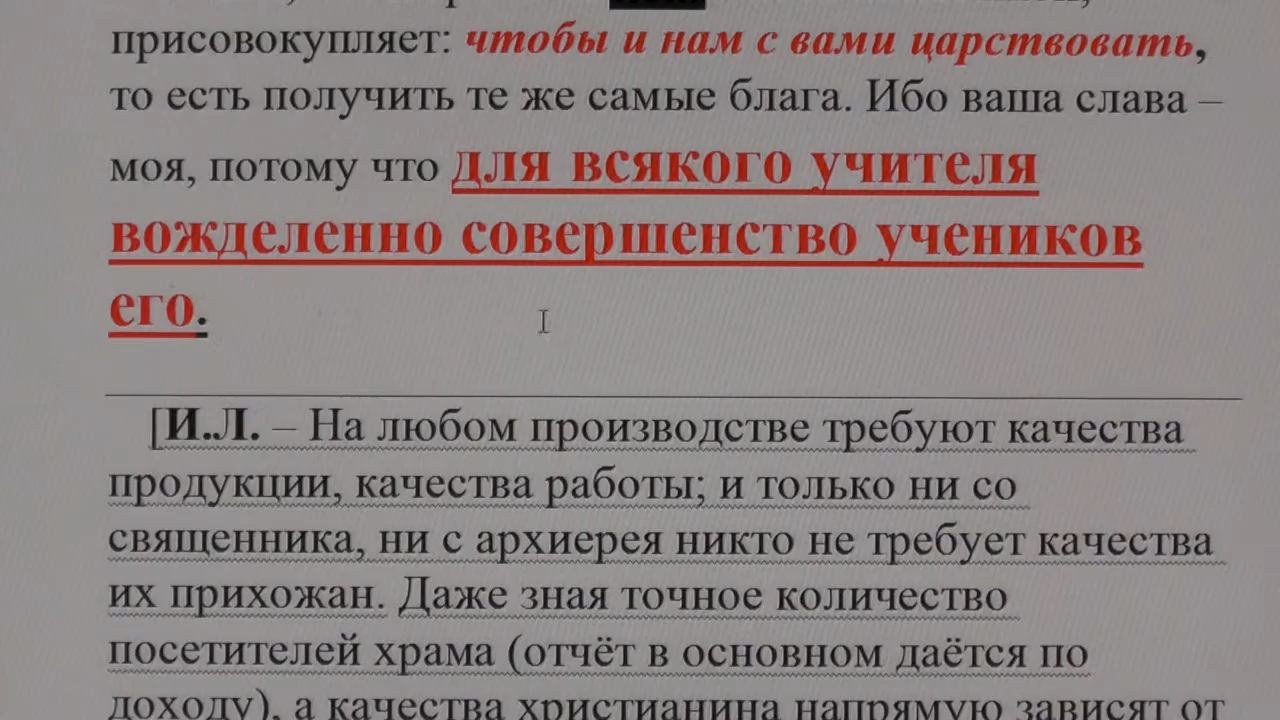 присовокупляет: чтобы и нам с вами царствовать,
то есть получить те же самые блага. Ибо ваша слава –
моя, потому что для всякого учителя
вожделенно совершенство учеников
его.
[И.Л. – На любом производстве требуют качества
продукции, качества работы; и только ни со
священника, ни с архиерея никто не требует качества
их прихожан. Даже зная точное количество
посетителей храма (отчёт в основном даётся по
доходу), а качества христианина напрямую зависят от